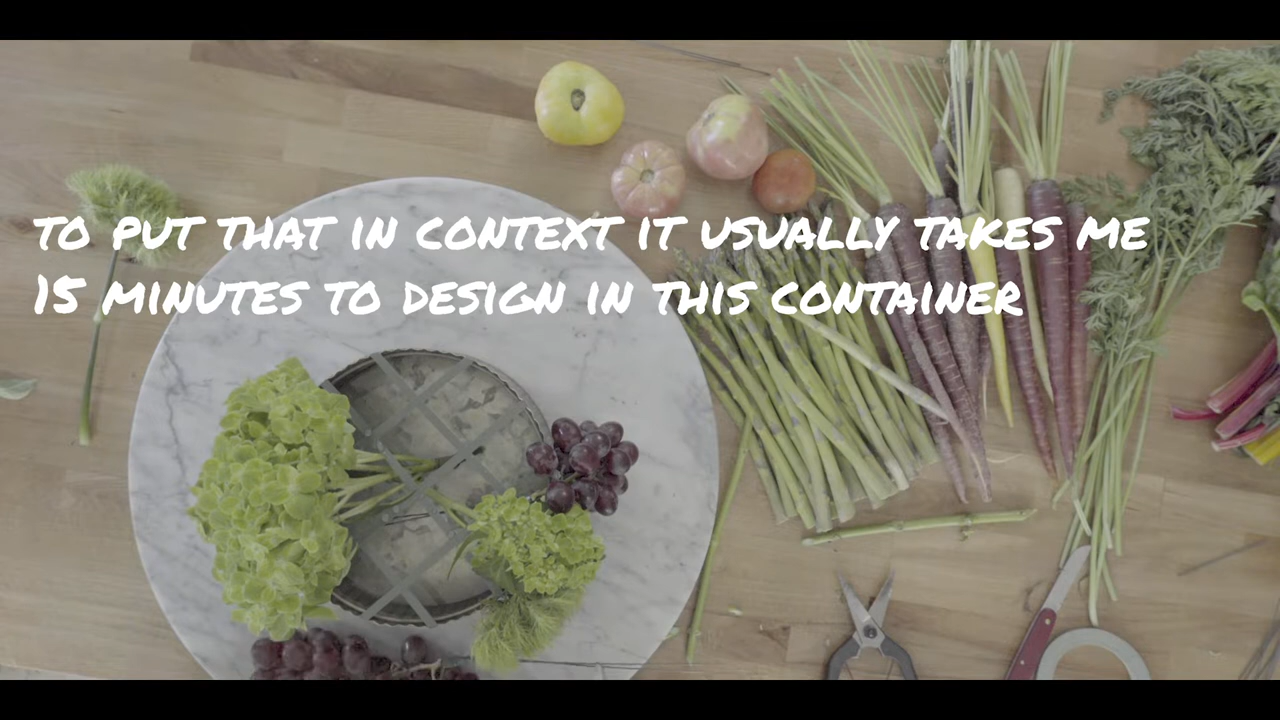 TO PUT THAT IN CONTEXT IT USUALLY TAKES ME
15 MINUTES TO DESIGN IN THIS CONTAINER